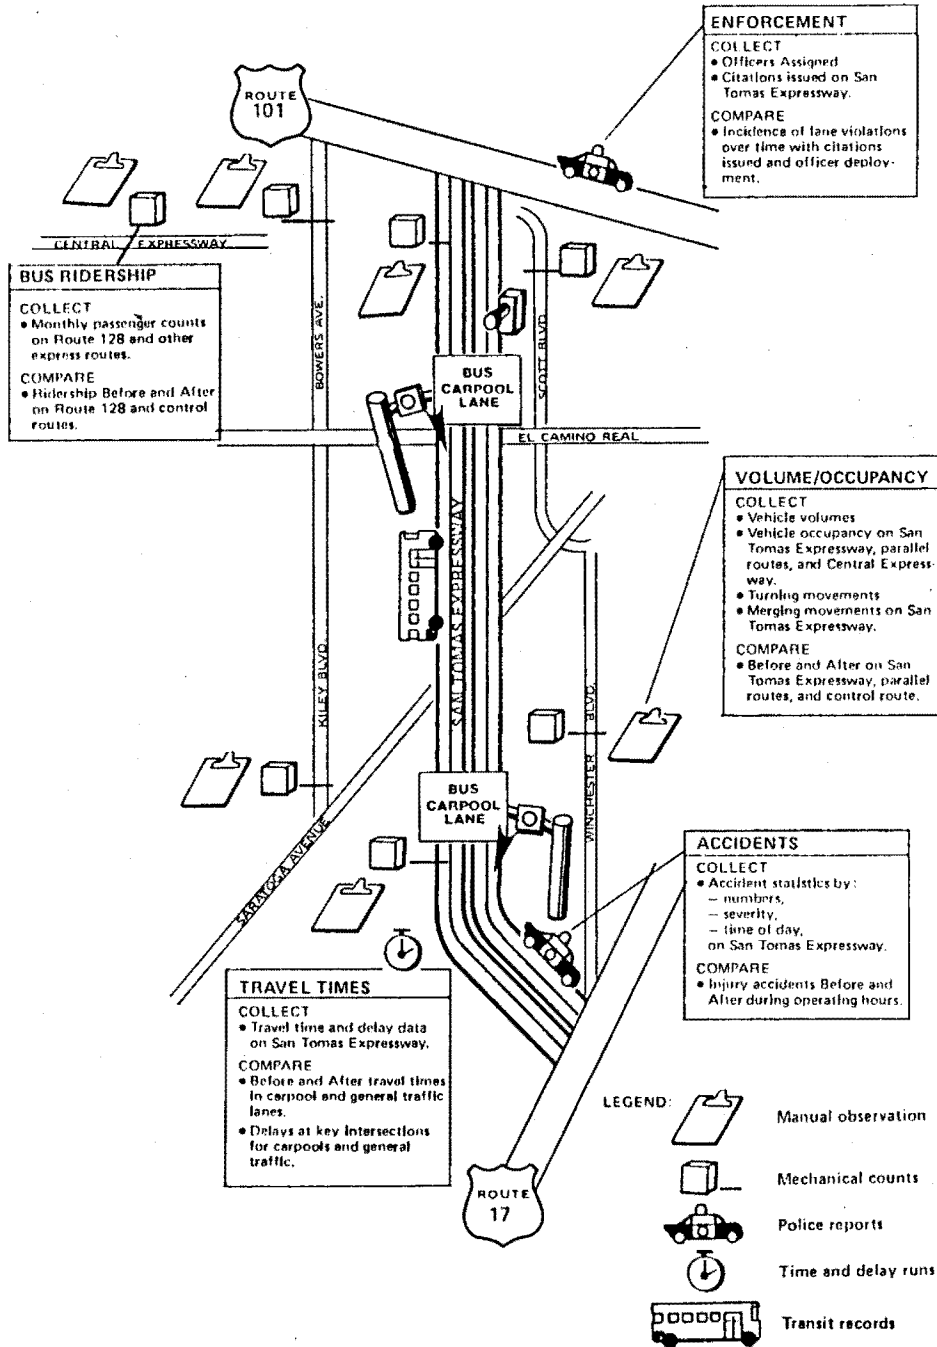 ENFORCEMENT
COLLECT
• Officers Assigned
• Citations issued on San
Tomas Expressway.
COMPARE
• Incidence of lane violations
over time with citations
issued and officer deploy-
ment.
ROUTE
101
CENTRAL EXPRESSWAY
BUS RIDERSHIP
COLLECT
• Monthly passenger counts
on Route 128 and other
express routes.
COMPARE
• Ridership Before and After
on Route 128 and control
routes.
BOWERS AVE.
SCOTT BLVD.
BUS
CARPOOL
LANE
EL CAMINO REAL
VOLUME/OCCUPANCY
COLLECT
• Vehicle volumes
• Vehicle occupancy on San
Tomas Expressway, parallel
routes, and Central Express-
way.
• Turning movements
• Merging movements on San
Tomas Expressway.
COMPARE
• Before and After on San
Tomas Expressway, parallel
routes, and control route.
SAN TOMAS EXPRESSWAY
KILEY BLVD.
WINCHESTER BLVD.
BUS
CARPOOL
LANE
SARATOGA AVENUE
ACCIDENTS
COLLECT
• Accident statistics by:
– numbers,
– severity,
– time of day,
on San Tomas Expressway.
COMPARE
• Injury accidents Before and
After during operating hours.
TRAVEL TIMES
COLLECT
• Travel time and delay data
on San Tomas Expressway.
COMPARE
• Before and After travel times
in carpool and general traffic
lanes.
• Delays at key intersections
for carpools and general
traffic.
ROUTE
17
LEGEND:
Manual observation
Mechanical counts
Police reports
Time and delay runs
Transit records